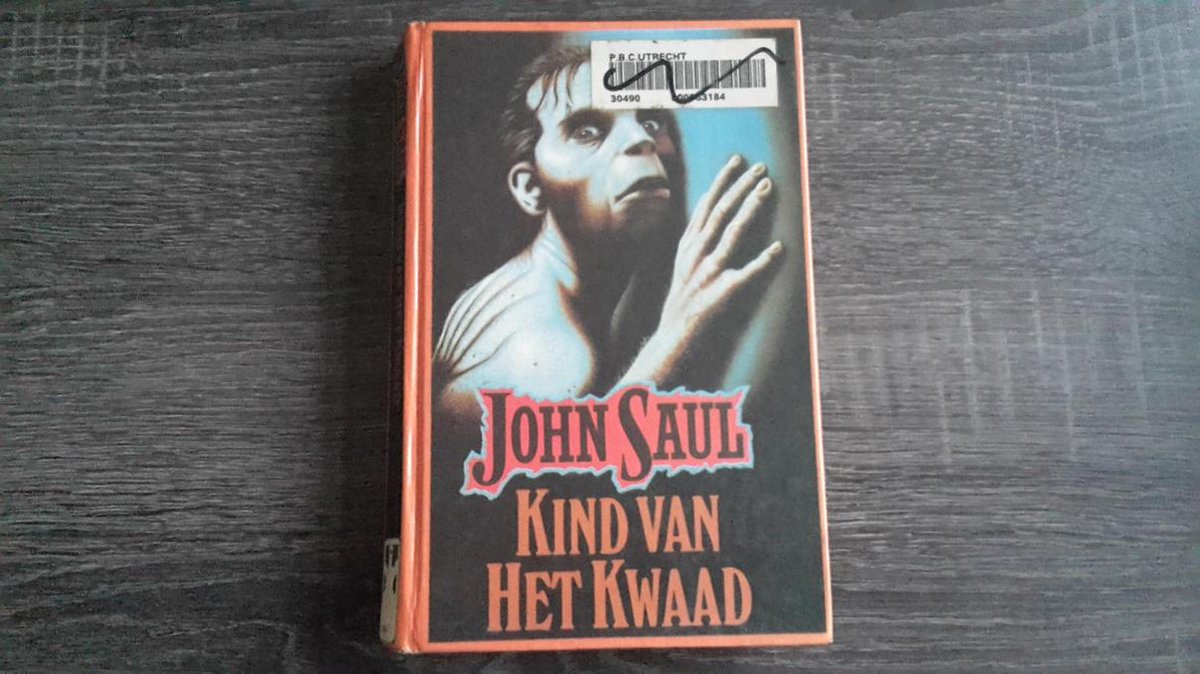 P.B.C. UTRECHT
30490
JOHN SAUL
KIND VAN
HET KWAAD